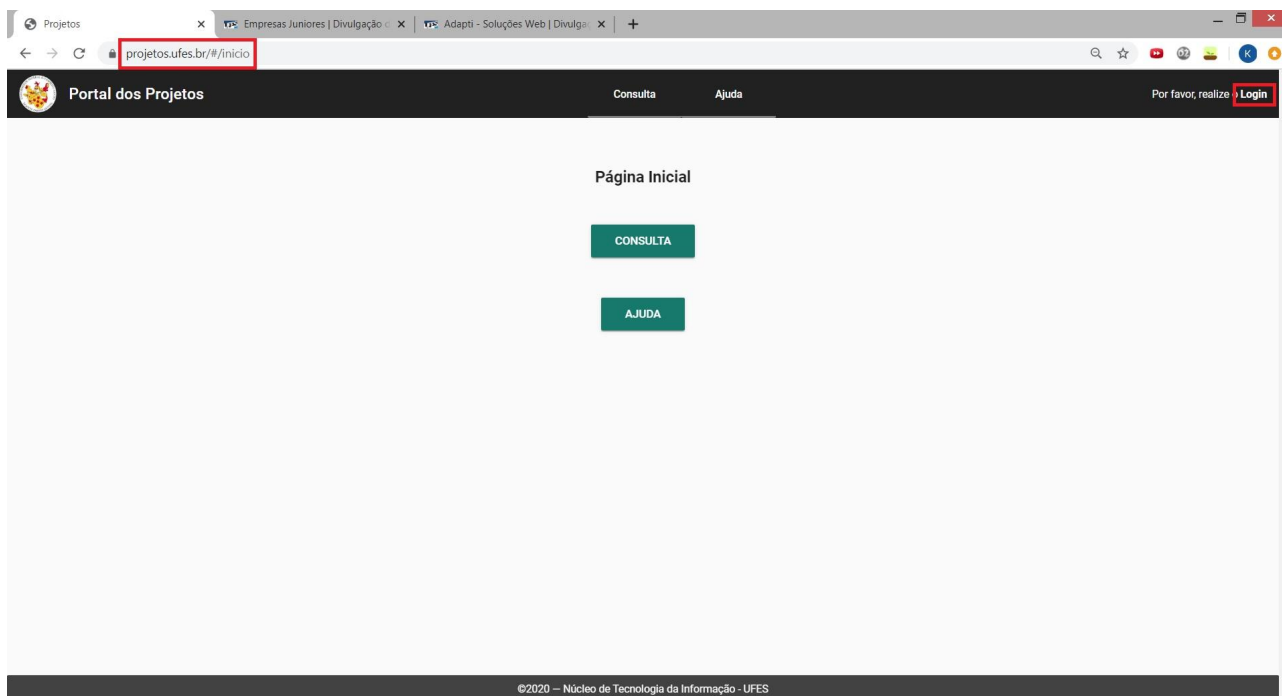 Projetos
Empresas Juniores | Divulgação d
Adapti - Soluções Web | Divulga
projetos.ufes.br/#/inicio
K
Portal dos Projetos
Consulta
Ajuda
Por favor, realize o Login
Página Inicial
CONSULTA
AJUDA
©2020 — Núcleo de Tecnologia da Informação - UFES